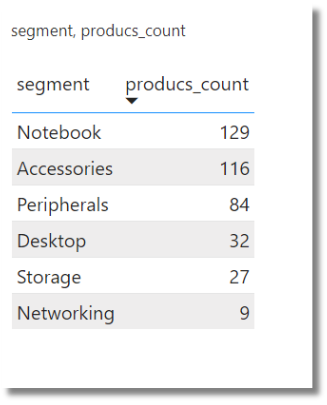 segment, producs_count
segment producs_count
Notebook 129
Accessories 116
Peripherals 84
Desktop 32
Storage 27
Networking 9